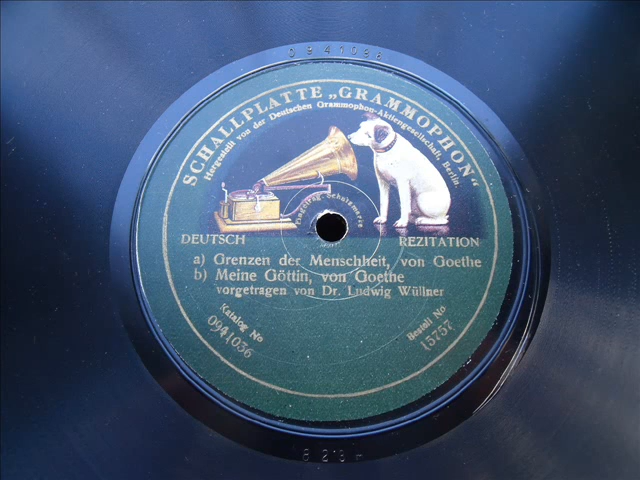 0941036
SCHALLPLATTE „GRAMMOPHON“
Hergestellt von der Deutschen Grammophon-Aktiengesellschaft, Berlin.
Eingetrag. Schutzmarke
DEUTSCH REZITATION
a) Grenzen der Menschheit, von Goethe
b) Meine Göttin, von Goethe
vorgetragen von Dr. Ludwig Wüllner
Katalog No
0941036
Bestell No
15757